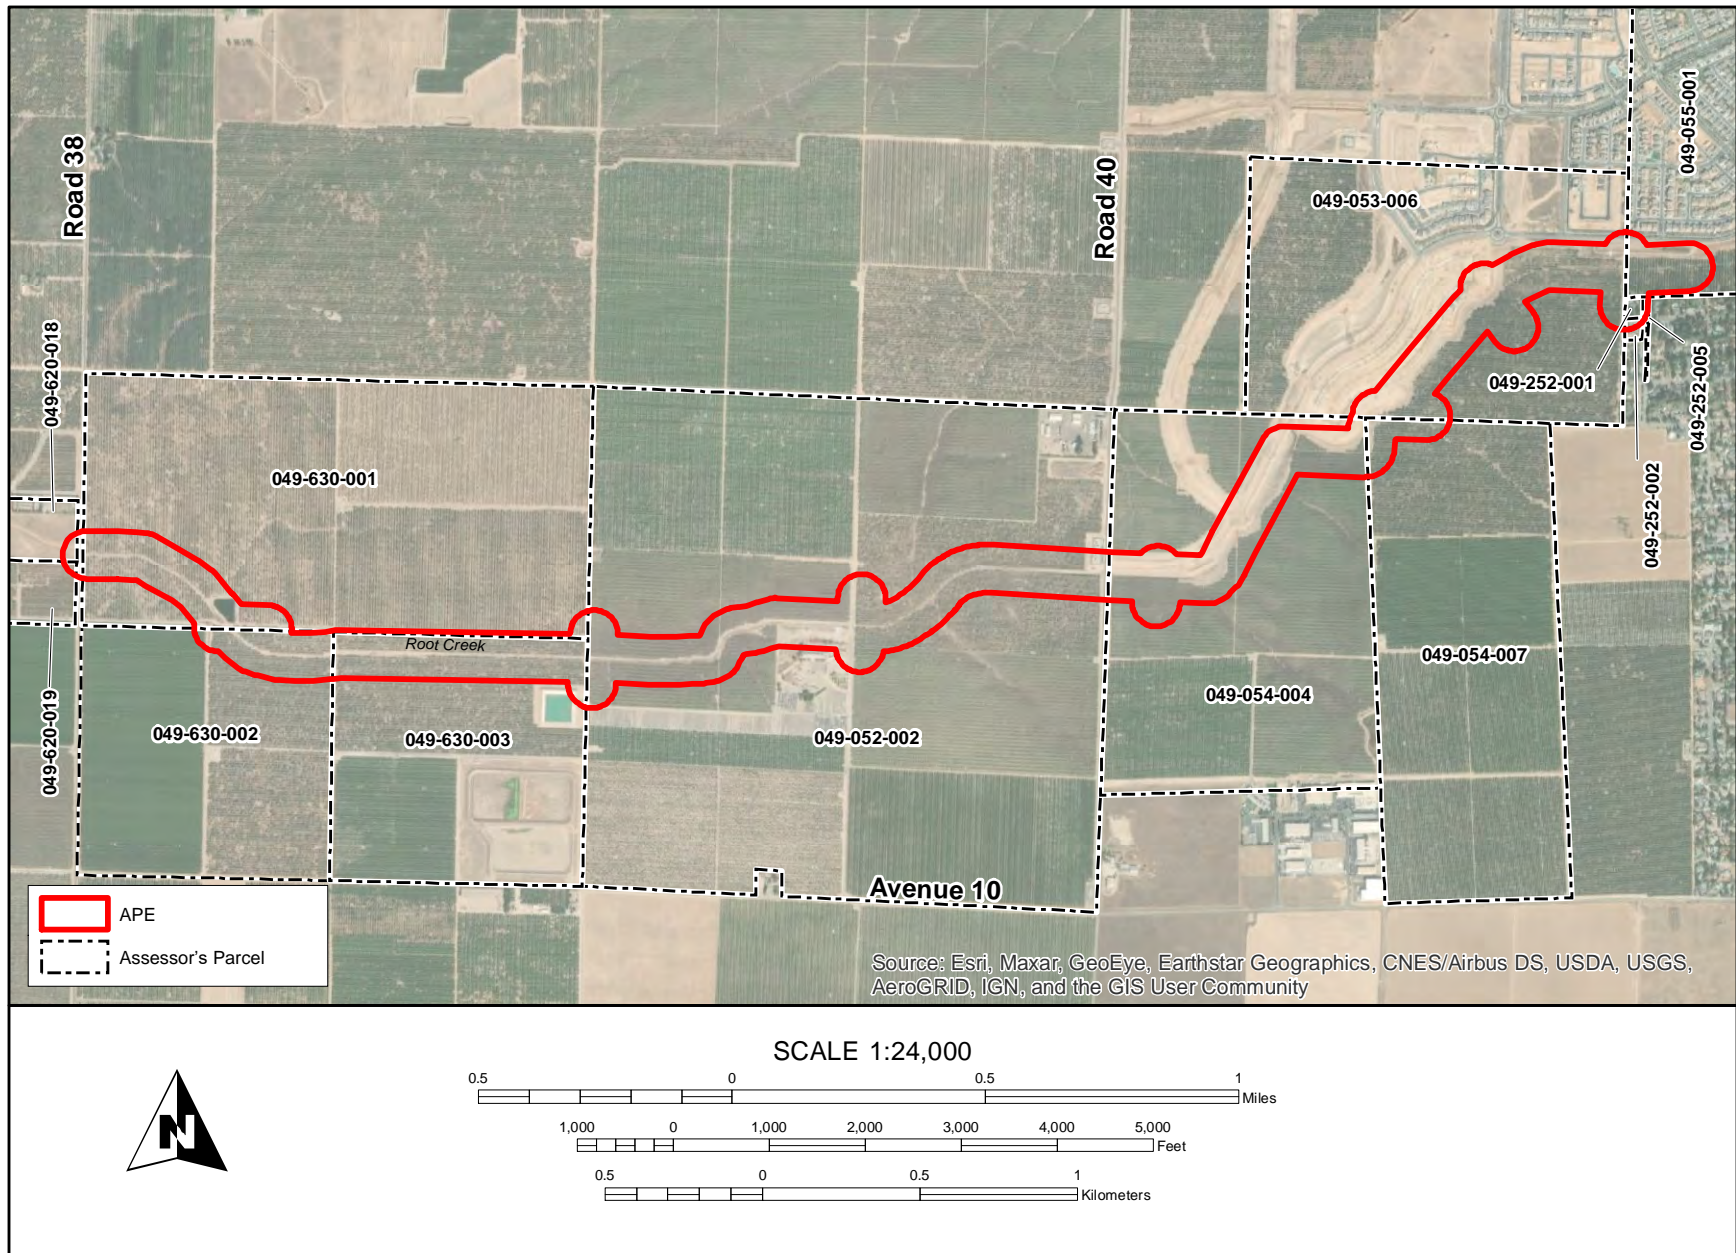 Road 38
Road 40
049-055-001
049-053-006
049-620-018
049-252-001
049-252-005
049-252-002
049-630-001
Root Creek
049-620-019
049-630-002
049-630-003
049-052-002
049-054-004
049-054-007
Avenue 10
APE
Assessor's Parcel
Source: Esri, Maxar, GeoEye, Earthstar Geographics, CNES/Airbus DS, USDA, USGS,
AeroGRID, IGN, and the GIS User Community
SCALE 1:24,000
0.5 0 0.5 1
Miles
1,000 0 1,000 2,000 3,000 4,000 5,000
Feet
0.5 0 0.5 1
Kilometers
N